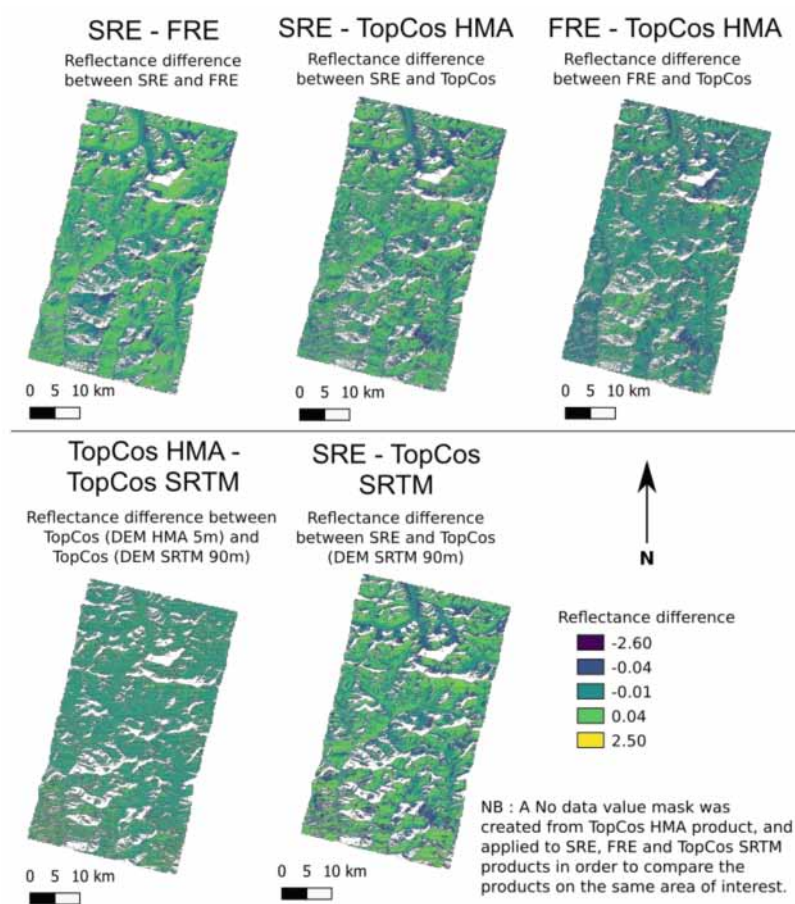 SRE - FRE
Reflectance difference
between SRE and FRE
0 5 10 km
SRE - TopCos HMA
Reflectance difference
between SRE and TopCos
0 5 10 km
FRE - TopCos HMA
Reflectance difference
between FRE and TopCos
0 5 10 km
TopCos HMA -
TopCos SRTM
Reflectance difference between
TopCos (DEM HMA 5m) and
TopCos (DEM SRTM 90m)
0 5 10 km
SRE - TopCos
SRTM
Reflectance difference
between SRE and TopCos
(DEM SRTM 90m)
0 5 10 km
N
Reflectance difference
-2.60
-0.04
-0.01
0.04
2.50
NB : A No data value mask was
created from TopCos HMA product, and
applied to SRE, FRE and TopCos SRTM
products in order to compare the
products on the same area of interest.